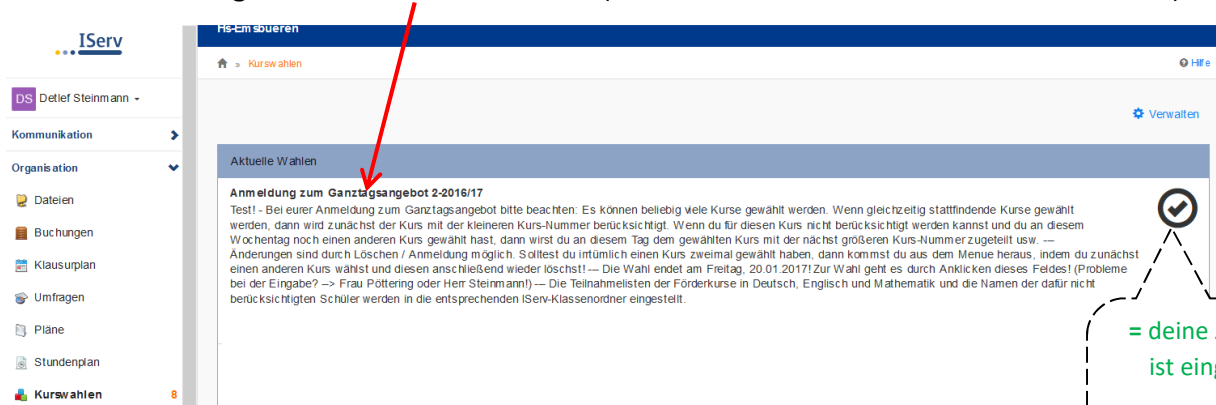 IServ
Hs-Emsbueren
» Kurswahlen
Hilfe
DS Detlef Steinmann
Verwalten
Kommunikation
Organisation
Dateien
Buchungen
Klausurplan
Umfragen
Pläne
Stundenplan
Kurswahlen 8
Aktuelle Wahlen
Anmeldung zum Ganztagsangebot 2-2016/17
Test! - Bei eurer Anmeldung zum Ganztagsangebot bitte beachten: Es können beliebig viele Kurse gewählt werden. Wenn gleichzeitig stattfindende Kurse gewählt
werden, dann wird zunächst der Kurs mit der kleineren Kurs-Nummer berücksichtigt. Wenn du für diesen Kurs nicht berücksichtigt werden kannst und du an diesem
Wochentag noch einen anderen Kurs gewählt hast, dann wirst du an diesem Tag dem gewählten Kurs mit der nächst größeren Kurs-Nummer zugeteilt usw. ---
Änderungen sind durch Löschen / Anmeldung möglich. Solltest du irrtümlich einen Kurs zweimal gewählt haben, dann kommst du aus dem Menue heraus, indem du zunächst
einen anderen Kurs wählst und diesen anschließend wieder löschst! --- Die Wahl endet am Freitag, 20.01.2017! Zur Wahl geht es durch Anklicken dieses Feldes! (Probleme
bei der Eingabe? --> Frau Pöttering oder Herr Steinmann!) --- Die Teilnahmelisten der Förderkurse in Deutsch, Englisch und Mathematik und die Namen der dafür nicht
berücksichtigten Schüler werden in die entsprechenden IServ-Klassenordner eingestellt.
= deine
ist